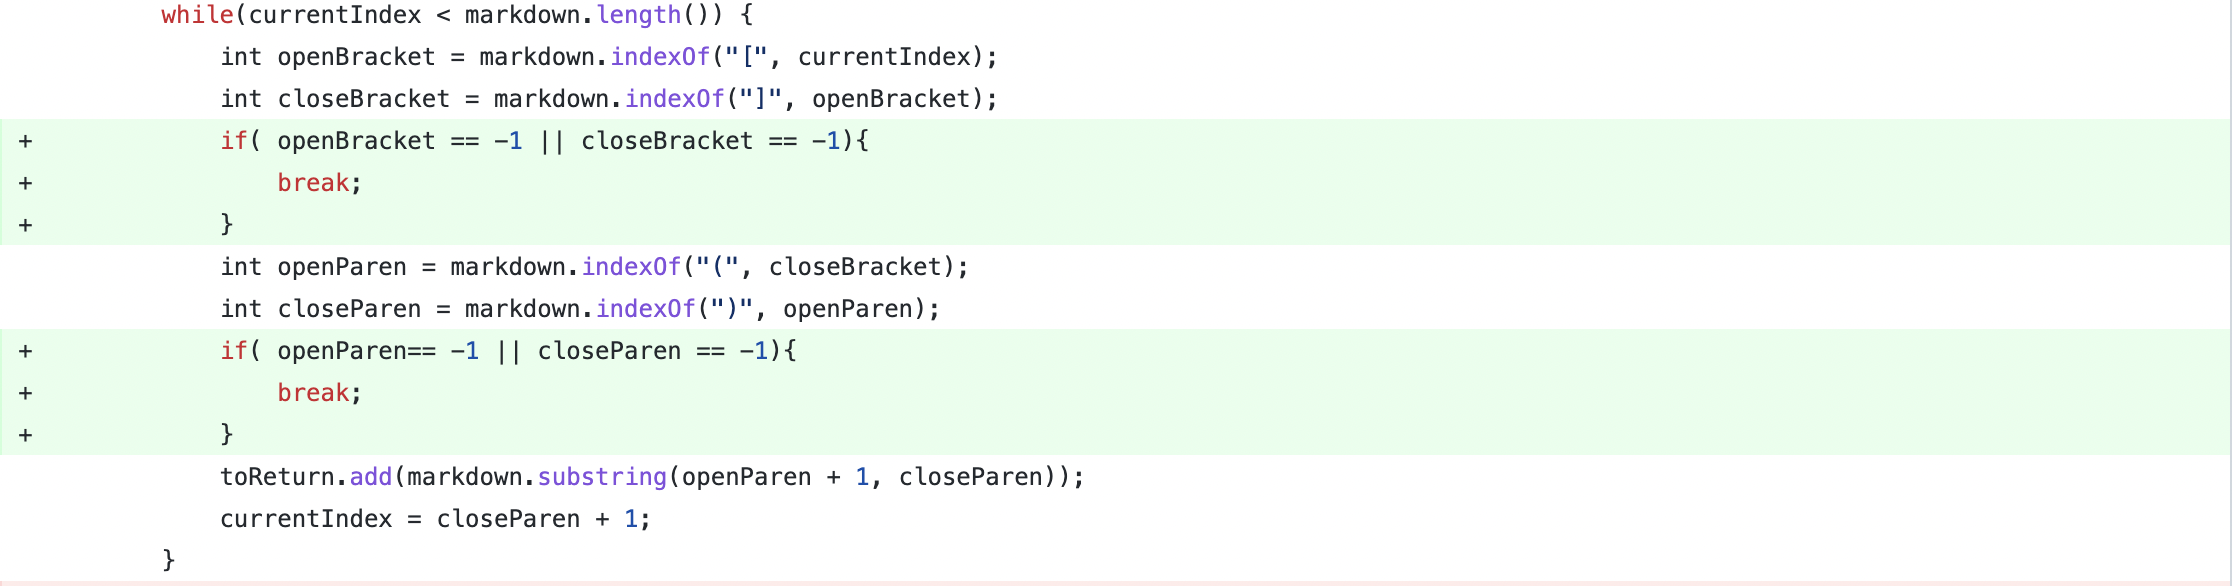 while(currentIndex < markdown.length()) {
int openBracket = markdown.indexOf("[", currentIndex);
int closeBracket = markdown.indexOf("]", openBracket);
+ if( openBracket == -1 || closeBracket == -1){
+ break;
+ }
int openParen = markdown.indexOf("(", closeBracket);
int closeParen = markdown.indexOf(")", openParen);
+ if( openParen== -1 || closeParen == -1){
+ break;
+ }
toReturn.add(markdown.substring(openParen + 1, closeParen));
currentIndex = closeParen + 1;
}